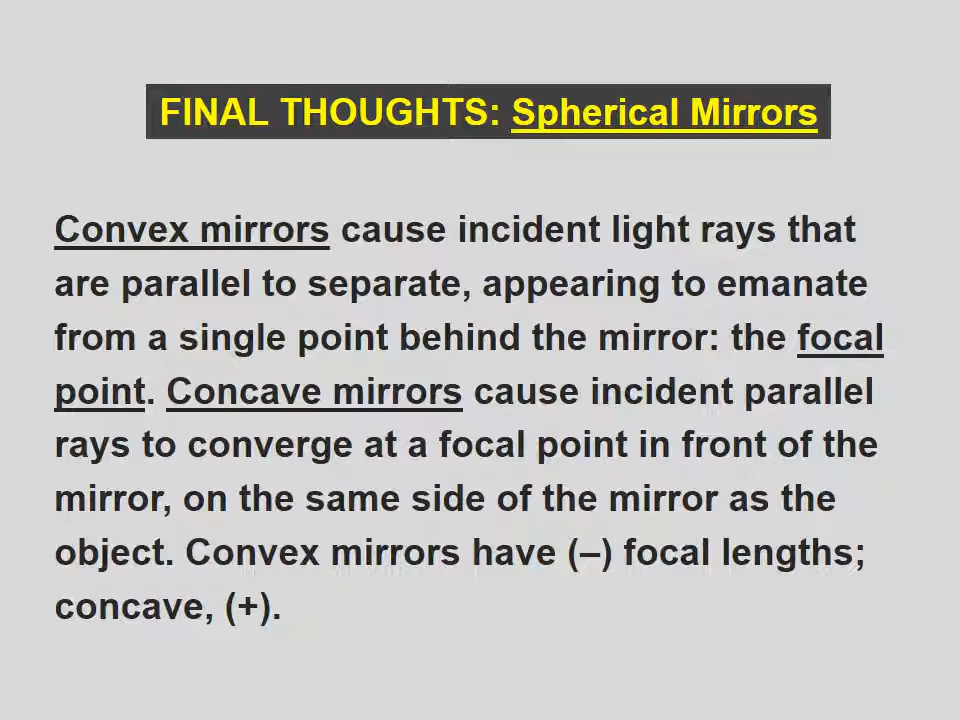 FINAL THOUGHTS: Spherical Mirrors
Convex mirrors cause incident light rays that
are parallel to separate, appearing to emanate
from a single point behind the mirror: the focal
point. Concave mirrors cause incident parallel
rays to converge at a focal point in front of the
mirror, on the same side of the mirror as the
object. Convex mirrors have (–) focal lengths;
concave, (+).